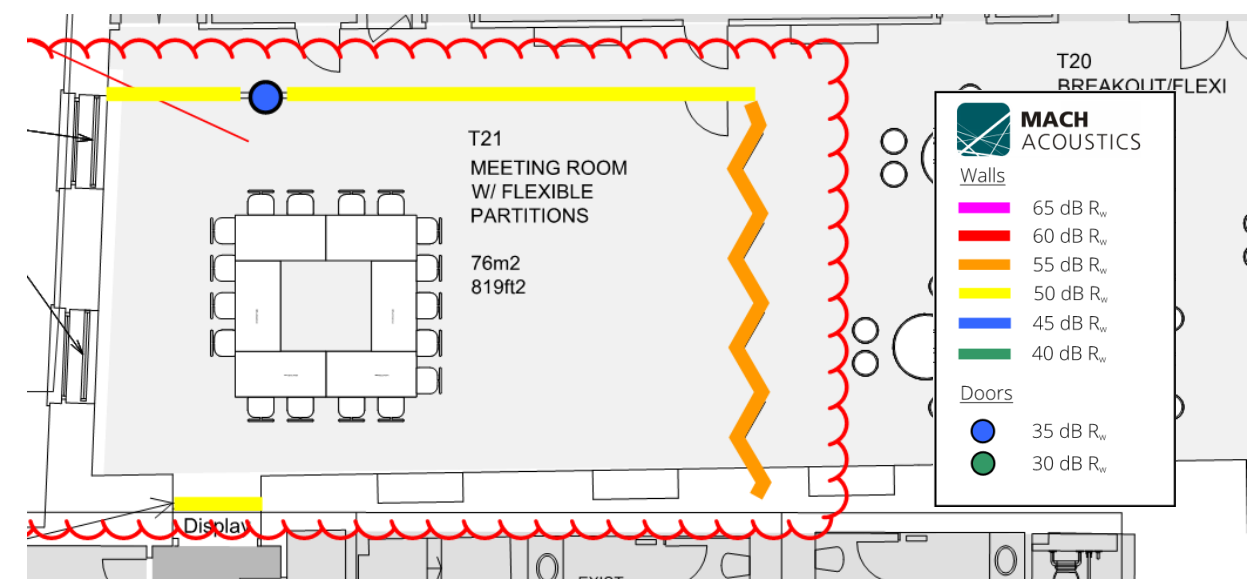 T21
MEETING ROOM
W/ FLEXIBLE
PARTITIONS
76m2
819ft2
T20
BREAKOUT/FLEXI
MACH
ACOUSTICS
Walls
65 dB Rw
60 dB Rw
55 dB Rw
50 dB Rw
45 dB Rw
40 dB Rw
Doors
35 dB Rw
30 dB Rw
Display
EXIST